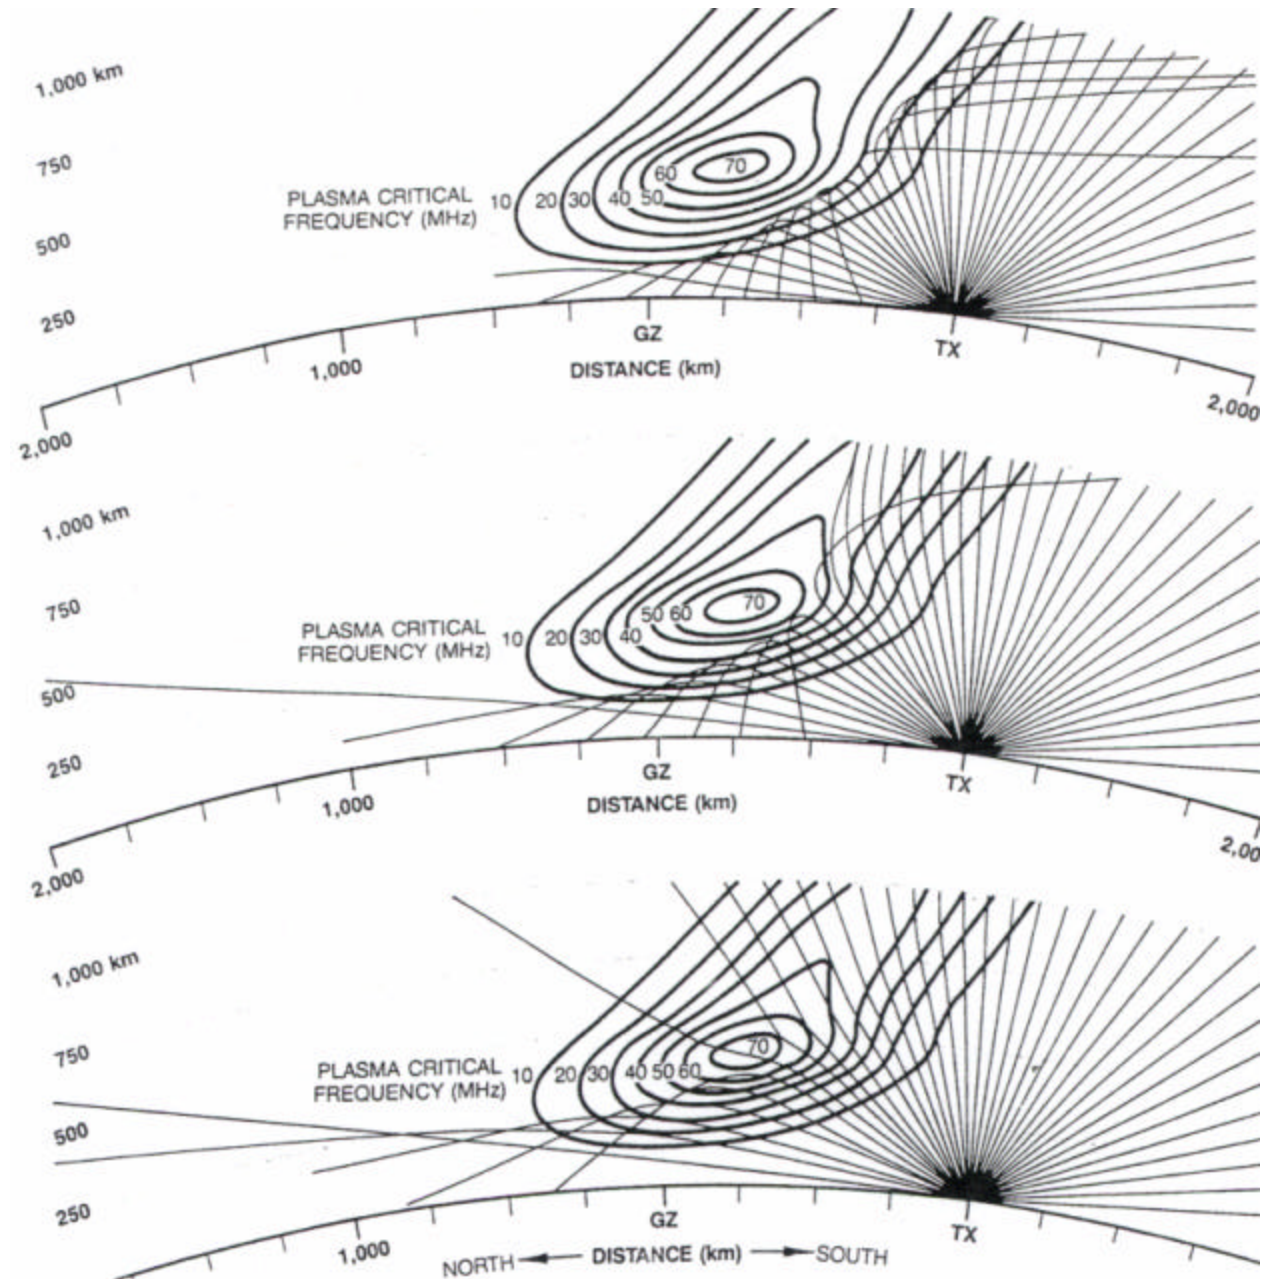 1,000 km
750
60
70
PLASMA CRITICAL
FREQUENCY (MHz)
10
20
30
40
50
500
250
GZ
TX
1,000
DISTANCE (km)
2,000
2,000
1,000 km
750
50
60
70
PLASMA CRITICAL
FREQUENCY (MHz)
10
20
30
40
500
250
GZ
TX
1,000
DISTANCE (km)
2,000
2,00
1,000 km
750
70
PLASMA CRITICAL
FREQUENCY (MHz)
10
20
30
40
50
60
500
250
GZ
TX
1,000
NORTH
DISTANCE (km)
SOUTH